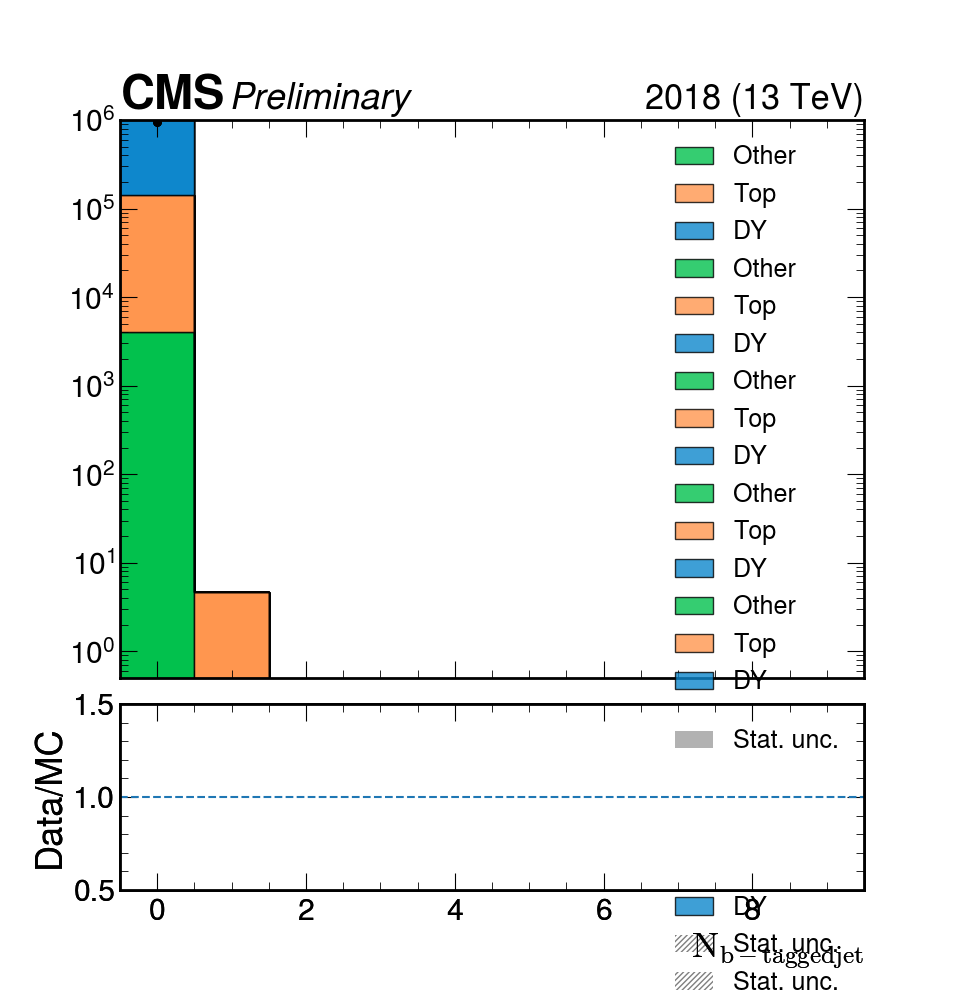 CMS Preliminary 2018 (13 TeV)
10^6
10^5
10^4
10^3
10^2
10^1
10^0
Other
Top
DY
Other
Top
DY
Other
Top
DY
Other
Top
DY
Other
Top
DY
Data/MC
1.5
1.0
0.5
Stat. unc.
0 2 4 6 8
DY
Stat. unc.
N_{b-taggedjet}
Stat. unc.